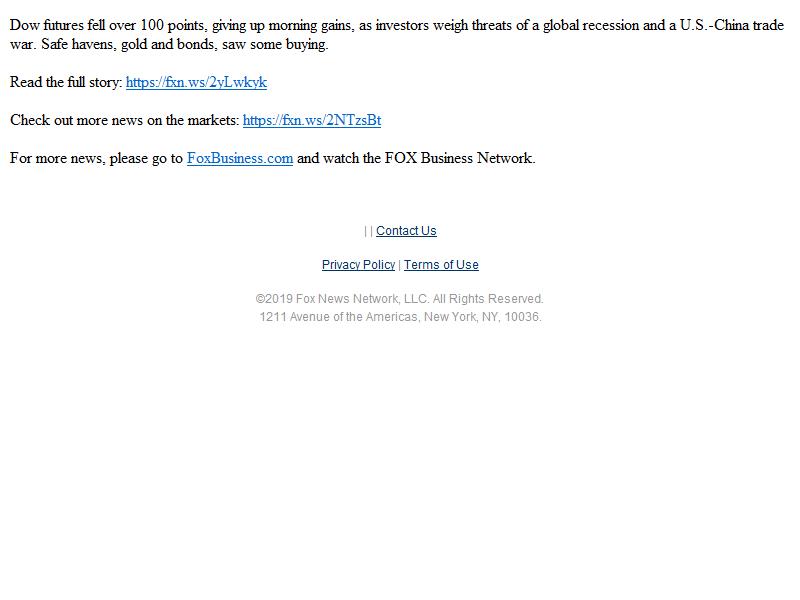 Dow futures fell over 100 points, giving up morning gains, as investors weigh threats of a global recession and a U.S.-China trade
war. Safe havens, gold and bonds, saw some buying.
Read the full story: https://fxn.ws/2yLwkyk
Check out more news on the markets: https://fxn.ws/2NTzsBt
For more news, please go to FoxBusiness.com and watch the FOX Business Network.
| | Contact Us
Privacy Policy | Terms of Use
©2019 Fox News Network, LLC. All Rights Reserved.
1211 Avenue of the Americas, New York, NY, 10036.